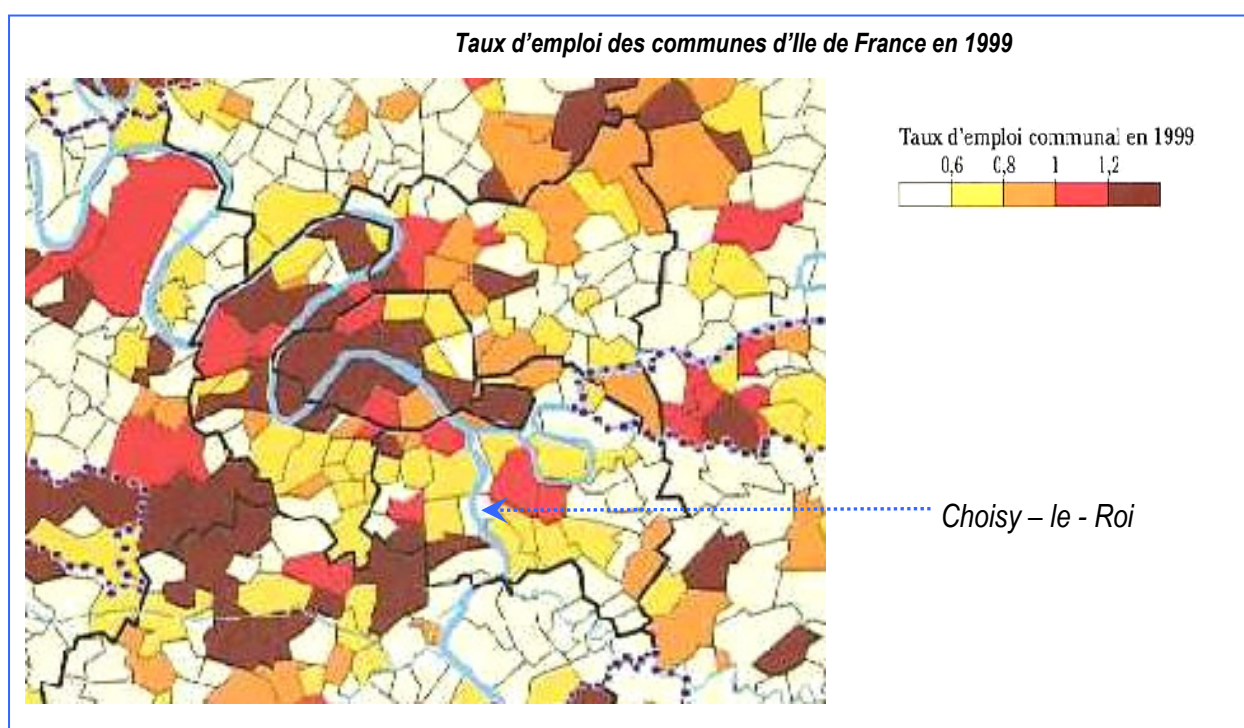 Taux d'emploi des communes d'Ile de France en 1999
Taux d'emploi communal en 1999
0,6 0,8 1 1,2
Choisy – le - Roi